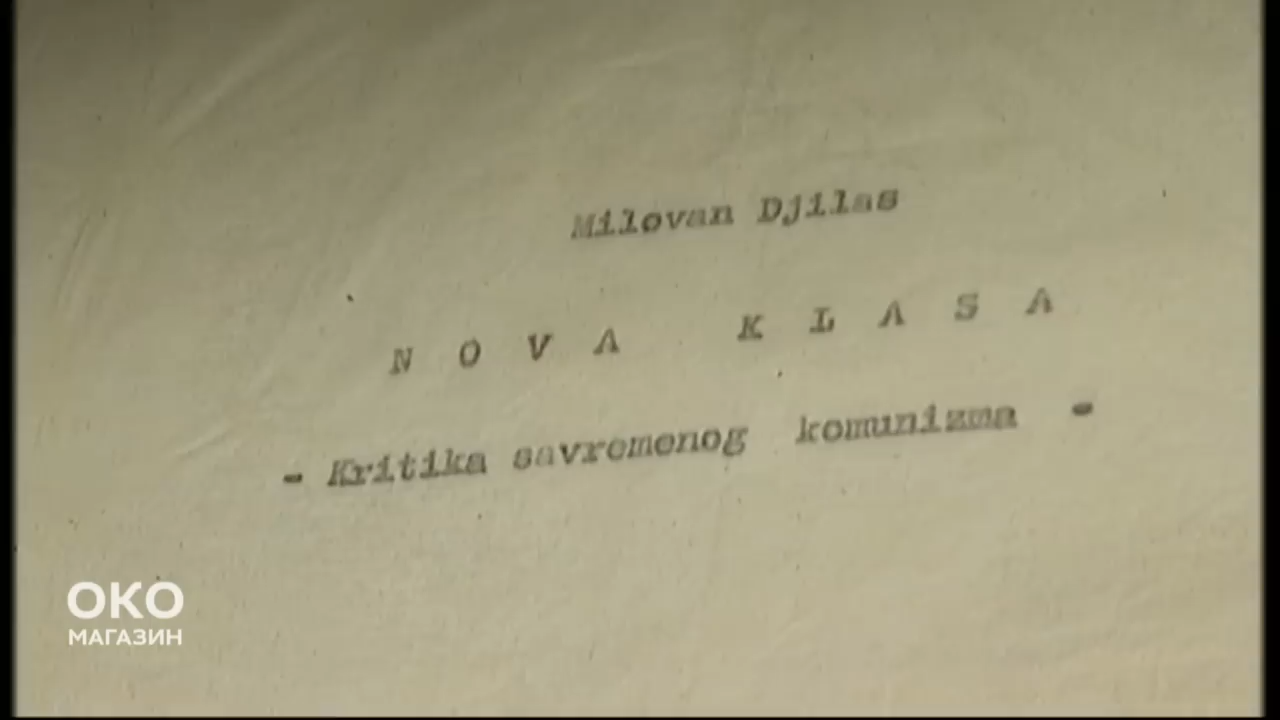 Milovan Djilas
N O V A   K L A S A
- Kritika savremenog komunizma -
ОКО
МАГАЗИН